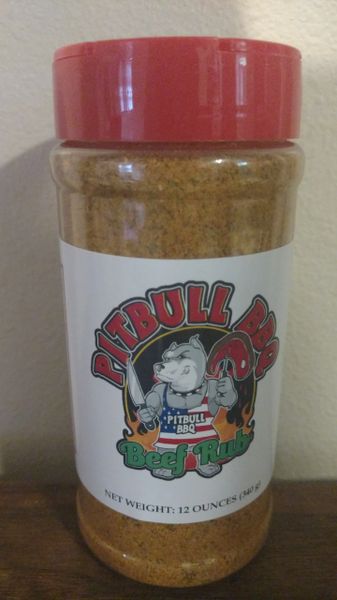 PITBULL BBQ
PITBULL
BBQ
Beef Rub
NET WEIGHT: 12 OUNCES (340 g)